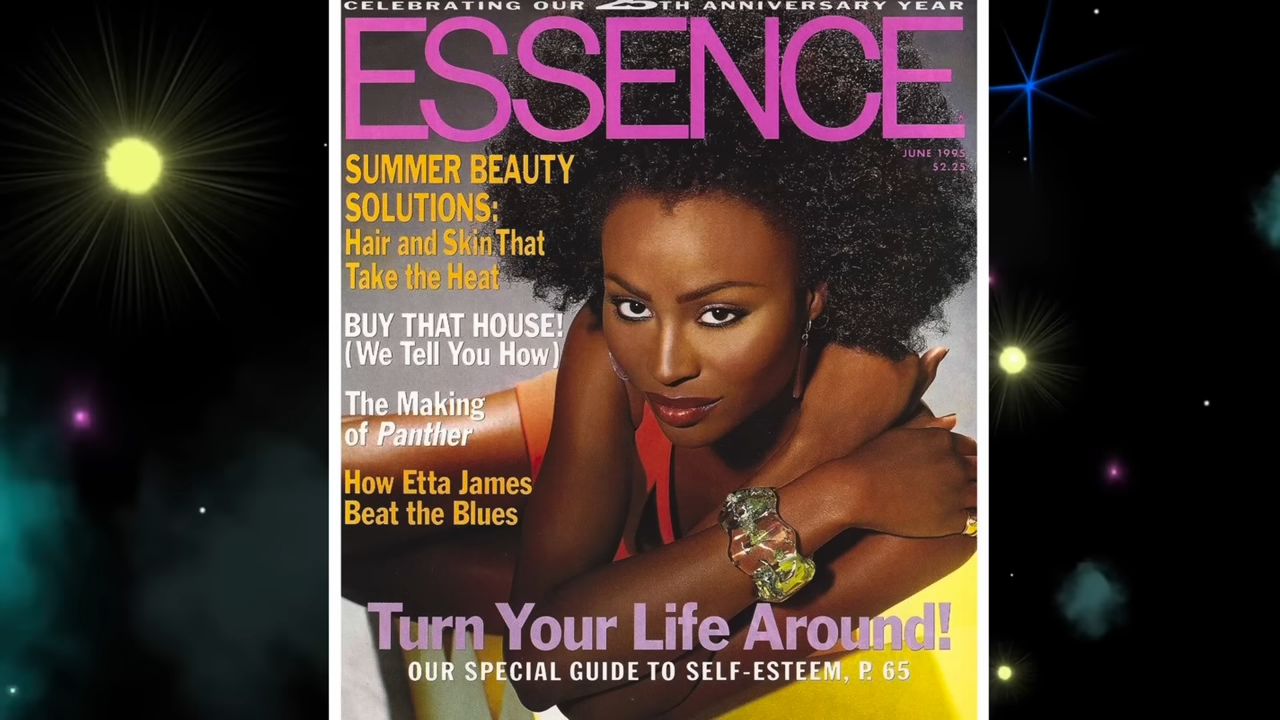 CELEBRATING OUR 25TH ANNIVERSARY YEAR
ESSENCE
JUNE 1995
$2.25
SUMMER BEAUTY
SOLUTIONS:
Hair and Skin That
Take the Heat
BUY THAT HOUSE!
(We Tell You How)
The Making
of Panther
How Etta James
Beat the Blues
Turn Your Life Around!
OUR SPECIAL GUIDE TO SELF-ESTEEM, P. 65